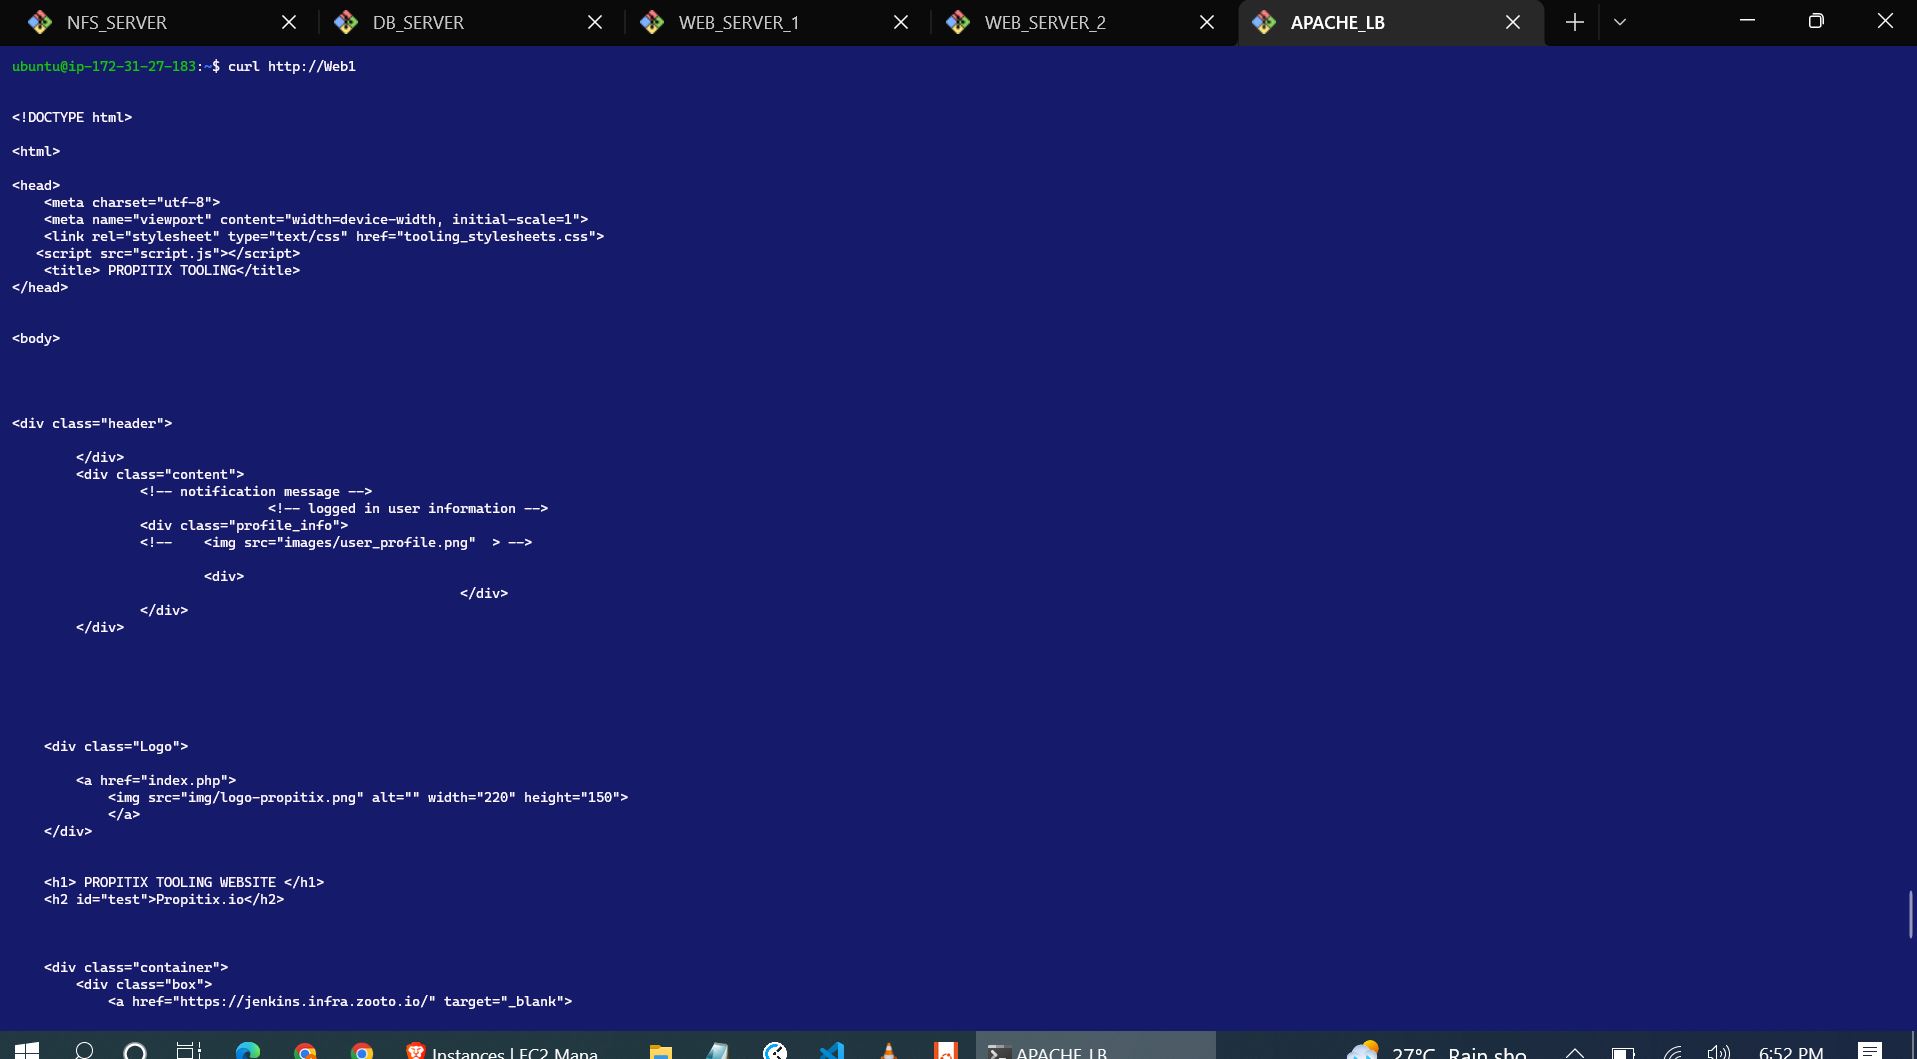 NFS_SERVER
DB_SERVER
WEB_SERVER_1
WEB_SERVER_2
APACHE_LB
ubuntu@ip-172-31-27-183:~$ curl http://Web1
<!DOCTYPE html>
<html>
<head>
<meta charset="utf-8">
<meta name="viewport" content="width=device-width, initial-scale=1">
<link rel="stylesheet" type="text/css" href="tooling_stylesheets.css">
<script src="script.js"></script>
<title> PROPITIX TOOLING</title>
</head>
<body>
<div class="header">
</div>
<div class="content">
<!-- notification message -->
<!-- logged in user information -->
<div class="profile_info">
<!-- <img src="images/user_profile.png" > -->
<div>
</div>
</div>
</div>
<div class="Logo">
<a href="index.php">
<img src="img/logo-propitix.png" alt="" width="220" height="150">
</a>
</div>
<h1> PROPITIX TOOLING WEBSITE </h1>
<h2 id="test">Propitix.io</h2>
<div class="container">
<div class="box">
<a href="https://jenkins.infra.zooto.io/" target="_blank">
Instances | EC2 Mana
APACHE_LB
27°C Rain sho
6:52 PM